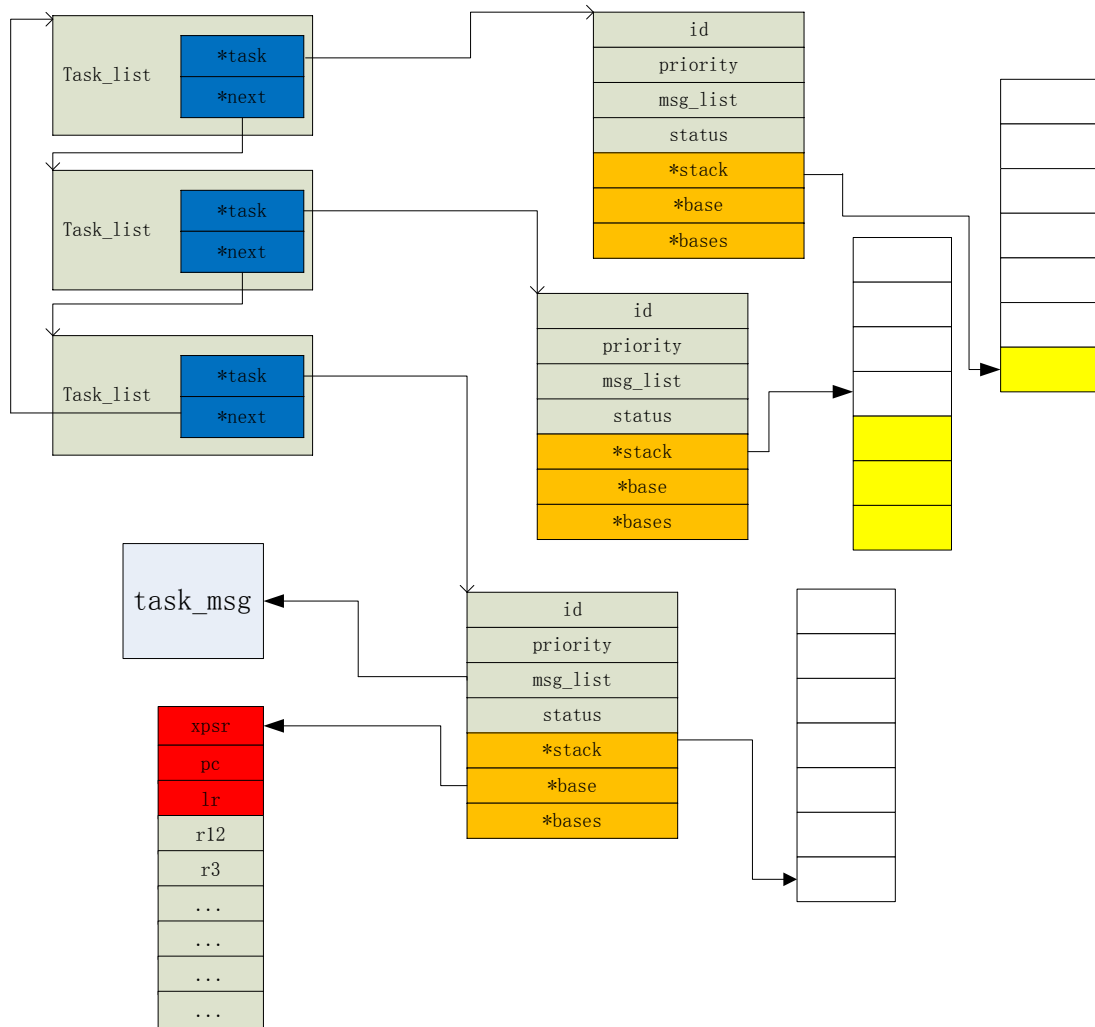 Task_list
*task
*next
id
priority
msg_list
status
*stack
*base
*bases
Task_list
*task
*next
id
priority
msg_list
status
*stack
*base
*bases
Task_list
*task
*next
task_msg
id
priority
msg_list
status
*stack
*base
*bases
xpsr
pc
lr
r12
r3
...
...
...
...